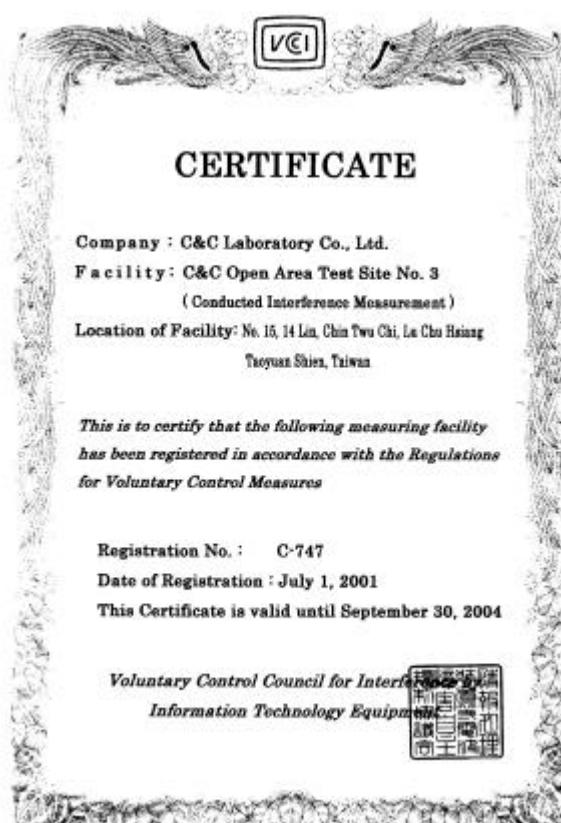 VCCI
CERTIFICATE
Company : C&C Laboratory Co., Ltd.
Facility : C&C Open Area Test Site No. 3
( Conducted Interference Measurement )
Location of Facility: No. 15, 14 Lin, Chin Twu Chi, Lu Chu Hsiang
Taoyuan Shien, Taiwan
This is to certify that the following measuring facility
has been registered in accordance with the Regulations
for Voluntary Control Measures
Registration No. : C-747
Date of Registration : July 1, 2001
This Certificate is valid until September 30, 2004
Voluntary Control Council for Interference by
Information Technology Equipment